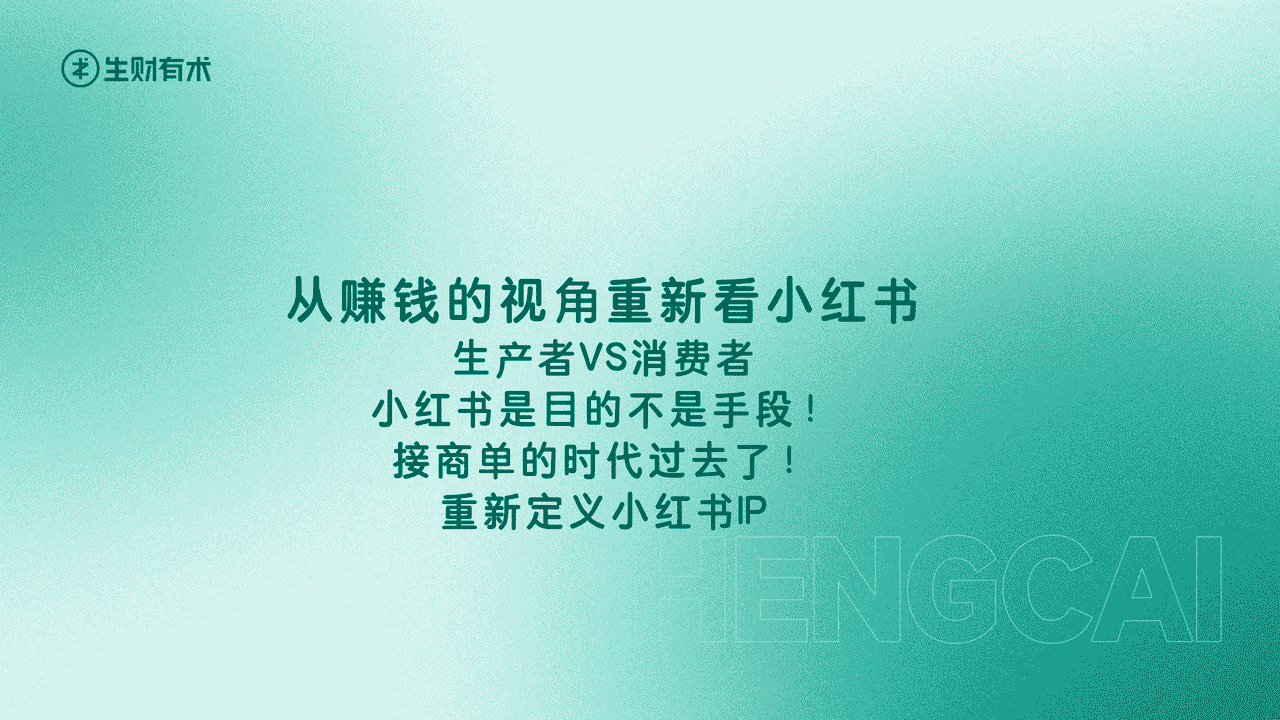 生财有术
从赚钱的视角重新看小红书
生产者VS消费者
小红书是目的不是手段！
接商单的时代过去了！
重新定义小红书IP
HENGCAI